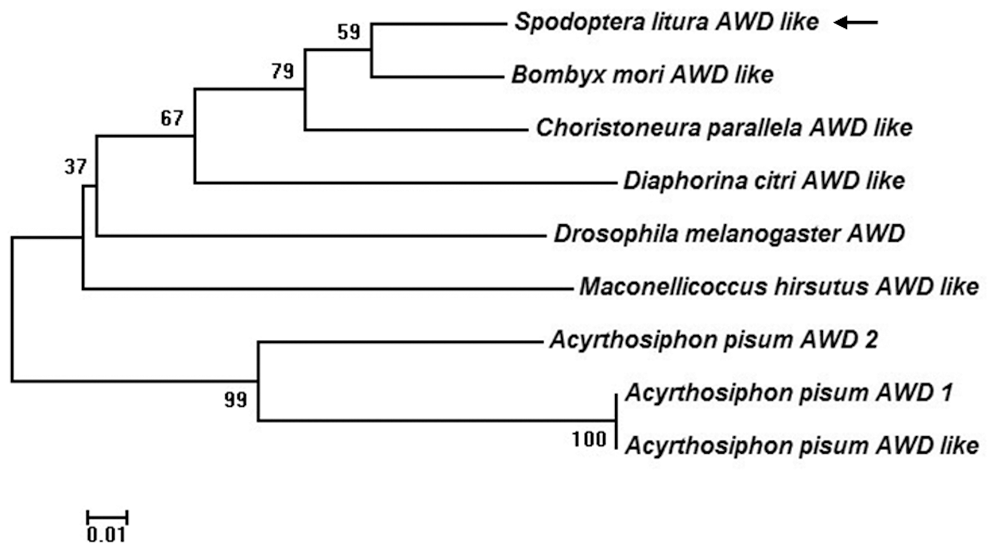 Spodoptera litura AWD like
59
Bombyx mori AWD like
79
Choristoneura parallela AWD like
67
Diaphorina citri AWD like
37
Drosophila melanogaster AWD
Maconellicoccus hirsutus AWD like
Acyrthosiphon pisum AWD 2
99
Acyrthosiphon pisum AWD 1
100
Acyrthosiphon pisum AWD like
0.01